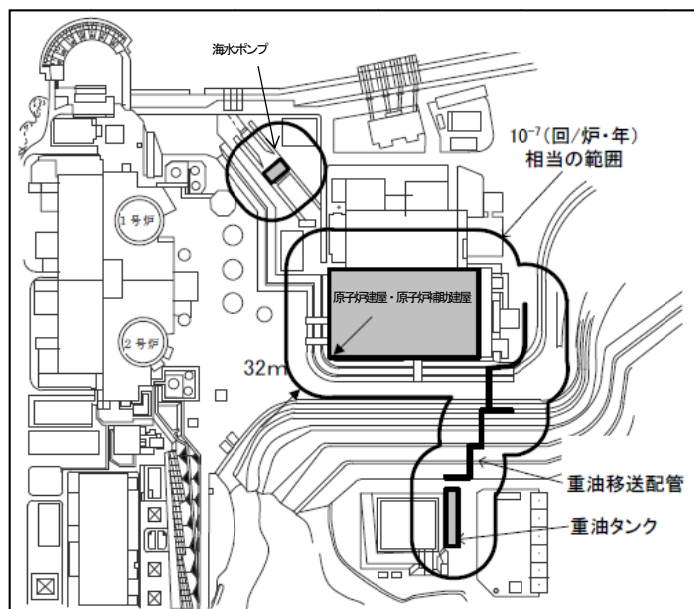 海水ポンプ
10⁻⁷(回/炉・年)
相当の範囲
1号炉
原子炉建屋・原子炉補助建屋
2号炉
32m
重油移送配管
重油タンク